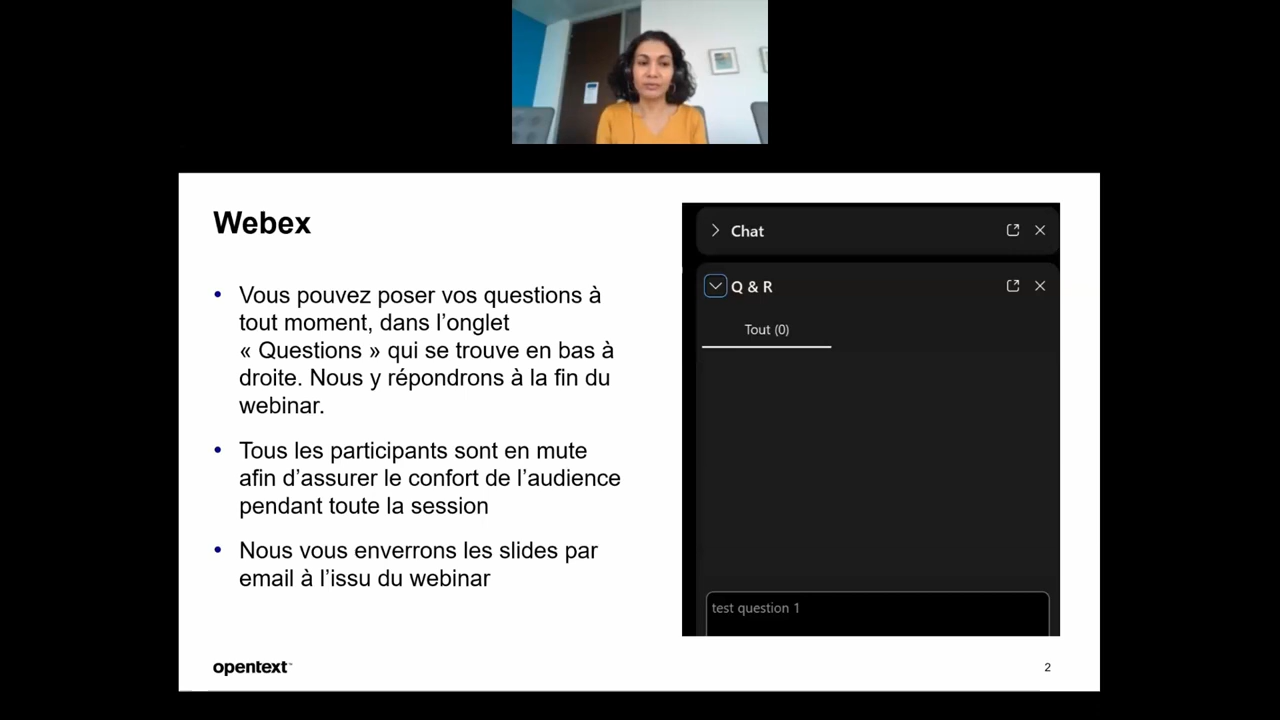 Webex
• Vous pouvez poser vos questions à
tout moment, dans l’onglet
« Questions » qui se trouve en bas à
droite. Nous y répondrons à la fin du
webinar.
• Tous les participants sont en mute
afin d’assurer le confort de l’audience
pendant toute la session
• Nous vous enverrons les slides par
email à l’issu du webinar
Chat
Q & R
Tout (0)
test question 1
opentext™
2